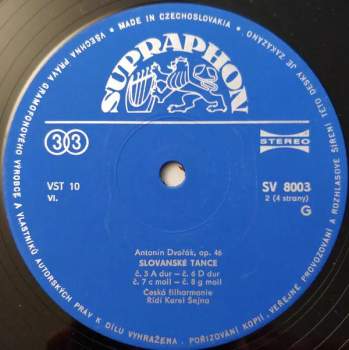 MADE IN CZECHOSLOVAKIA • VŠECHNA PRÁVA GRAMOFONOVÉHO VÝROBCE A VLASTNÍKŮ AUTORSKÝCH PRÁV K DÍLU VYHRAŽENA. POŘIZOVÁNÍ KOPIÍ, VEŘEJNÉ PROVOZOVÁNÍ A ROZHLASOVÉ ŠÍŘENÍ TÉTO DESKY JE ZAKÁZÁNO
SUPRAPHON
33
STEREO
VST 10
VI.
SV 8003
2 (4 strany)
G
Antonín Dvořák, op. 46
SLOVANSKÉ TANCE
č. 3 A dur – č. 6 D dur
č. 7 c moll – č. 8 g moll
Česká filharmonie
Řídí Karel Šejna